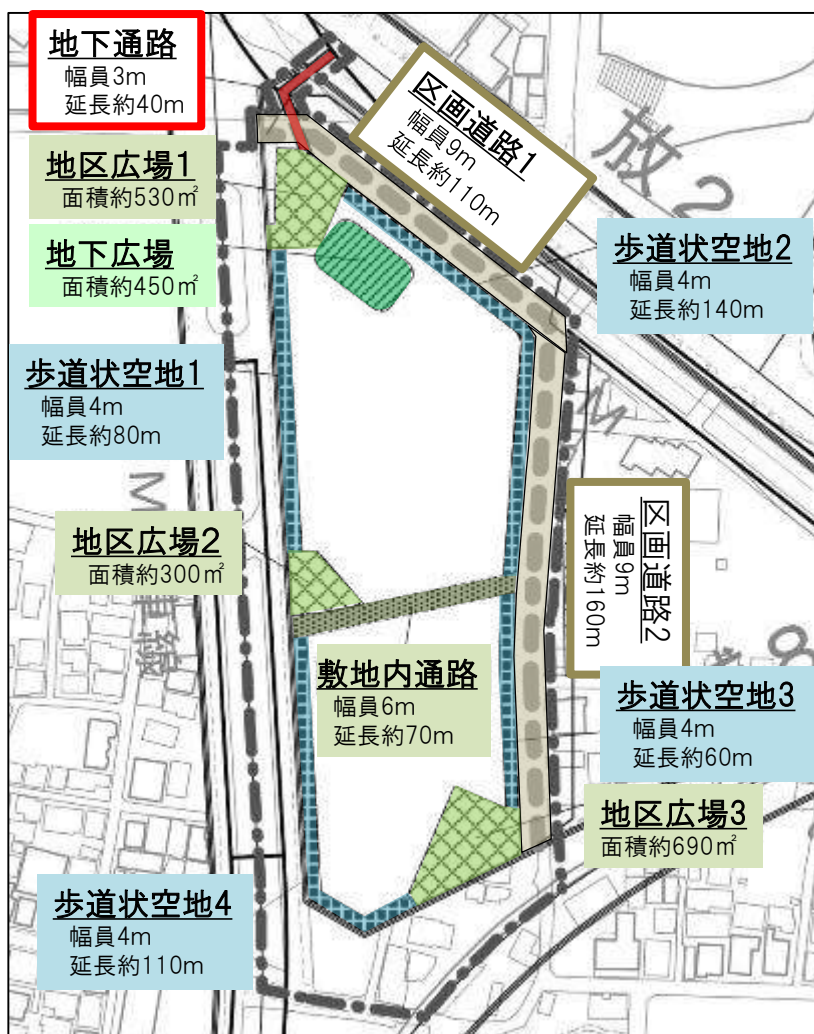 地下通路
幅員3m
延長約40m
区画道路1
幅員9m
延長約110m
放2
地区広場1
面積約530㎡
地下広場
面積約450㎡
歩道状空地2
幅員4m
延長約140m
歩道状空地1
幅員4m
延長約80m
M
M
区画道路2
幅員9m
延長約160m
地区広場2
面積約300㎡
敷地内通路
幅員6m
延長約70m
歩道状空地3
幅員4m
延長約60m
地区広場3
面積約690㎡
歩道状空地4
幅員4m
延長約110m